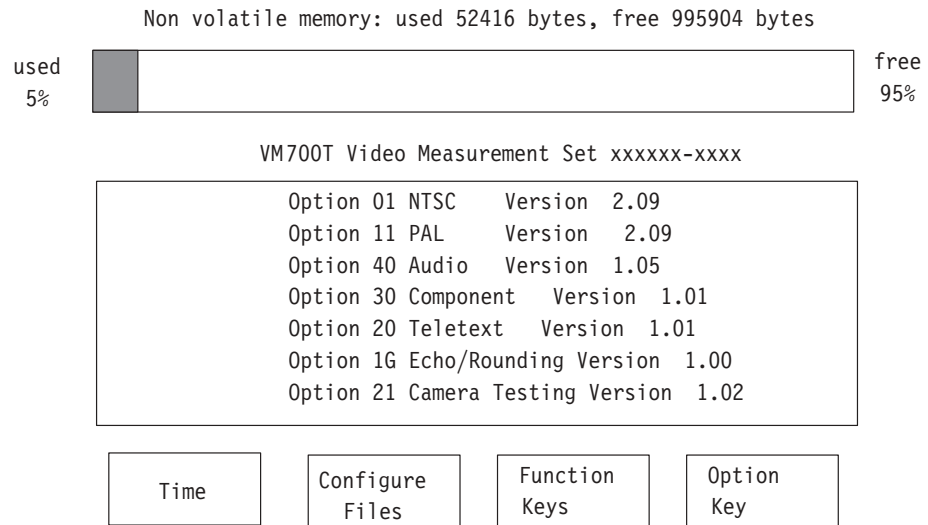 Non volatile memory: used 52416 bytes, free 995904 bytes
used
5%
free
95%
VM700T Video Measurement Set xxxxxx-xxxx
Option 01 NTSC Version 2.09
Option 11 PAL Version 2.09
Option 40 Audio Version 1.05
Option 30 Component Version 1.01
Option 20 Teletext Version 1.01
Option 1G Echo/Rounding Version 1.00
Option 21 Camera Testing Version 1.02
Time
Configure
Files
Function
Keys
Option
Key